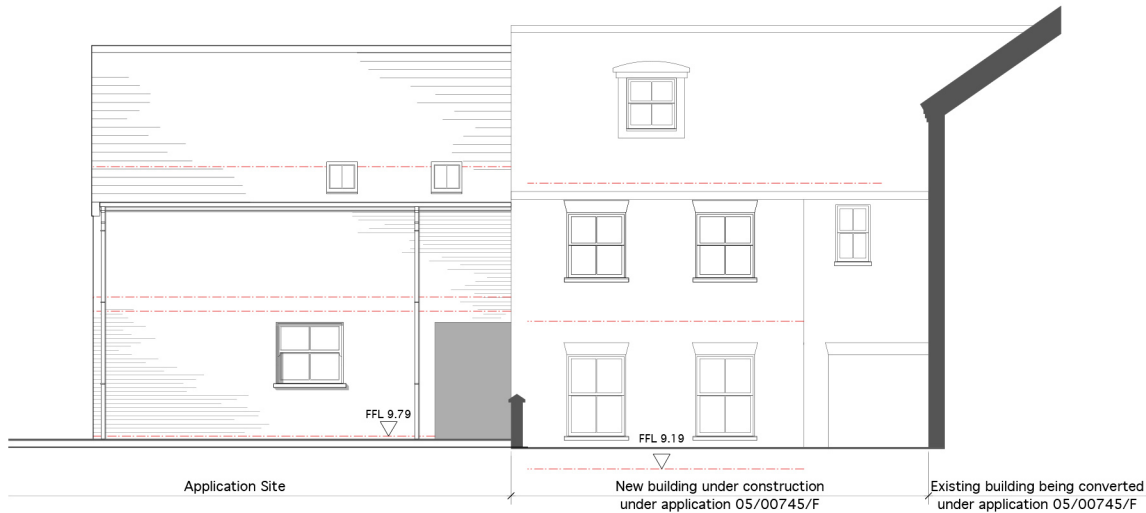 FFL 9.79
FFL 9.19
Application Site
New building under construction
under application 05/00745/F
Existing building being converted
under application 05/00745/F